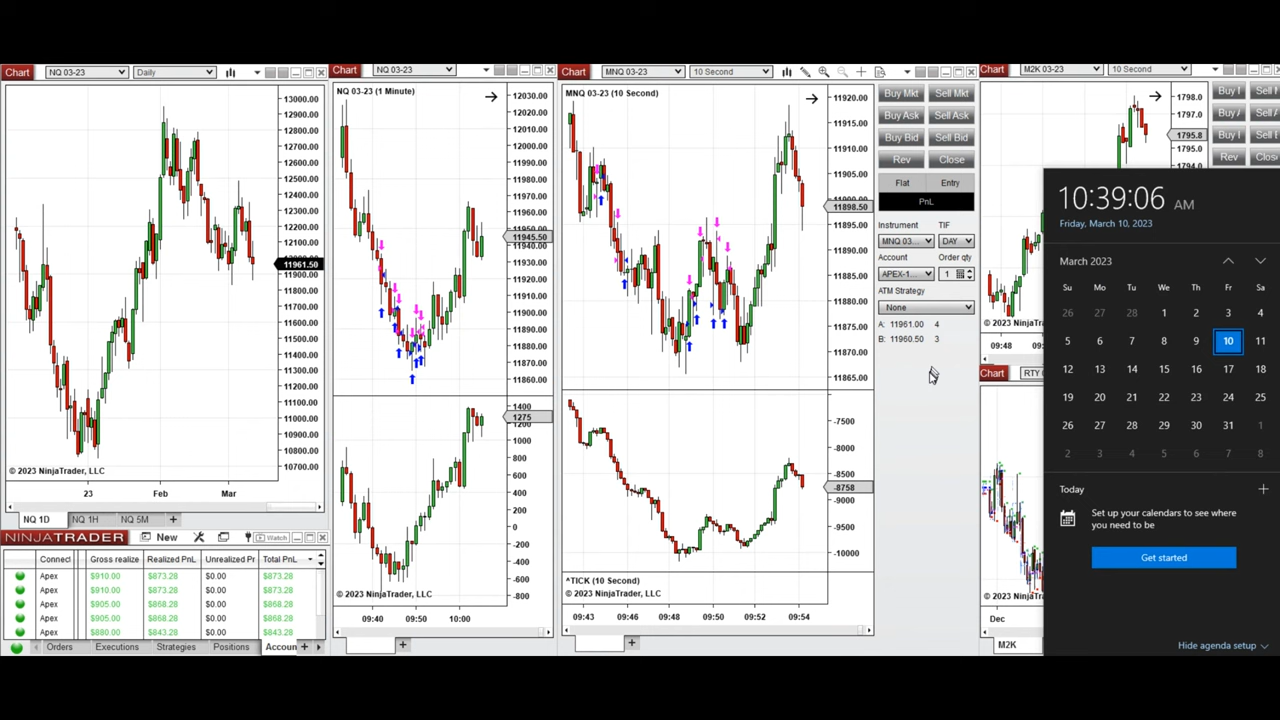 Chart
NQ 03-23
Daily
13000.00
12800.00
12600.00
12400.00
12300.00
12200.00
12100.00
11961.50
11900.00
11800.00
11700.00
11600.00
11500.00
11400.00
11300.00
11200.00
11100.00
11000.00
10900.00
10800.00
10700.00
© 2023 NinjaTrader, LLC
23
Feb
Mar
NQ 1D
NQ 1H
NQ 5M
+
NINJATRADER
New
Watch
Connect
Gross realize
Realized PnL
Unrealized Pr
Total PnL
Apex $910.00 $873.28 $0.00 $873.28
Apex $910.00 $873.28 $0.00 $873.28
Apex $905.00 $868.28 $0.00 $868.28
Apex $905.00 $868.28 $0.00 $868.28
Apex $880.00 $843.28 $0.00 $843.28
Orders
Executions
Strategies
Positions
Accoun
+
Chart
NQ 03-23
NQ 03-23 (1 Minute)
12030.00
12020.00
12010.00
12000.00
11990.00
11980.00
11970.00
11960.00
11945.50
11930.00
11920.00
11910.00
11900.00
11890.00
11880.00
11870.00
11860.00
1400
1275
1000
800
600
400
200
0
-200
-400
-600
-800
© 2023 NinjaTrader, LLC
09:40
09:50
10:00
+
Chart
MNQ 03-23
10 Second
MNQ 03-23 (10 Second)
11920.00
11915.00
11910.00
11905.00
11898.50
11890.00
11885.00
11880.00
11875.00
11870.00
11865.00
-7500
-8000
-8500
-8758
-9000
-9500
-10000
^TICK (10 Second)
© 2023 NinjaTrader, LLC
09:43
09:46
09:48
09:50
09:52
09:54
+
Buy Mkt
Sell Mkt
Buy Ask
Sell Ask
Buy Bid
Sell Bid
Rev
Close
Flat
Entry
PnL
Instrument
TIF
MNQ 03...
DAY
Account
Order qty
APEX-1...
1
ATM Strategy
None
A: 11961.00 4
B: 11960.50 3
Chart
M2K 03-23
10 Second
1798.0
1797.0
1795.8
1795.0
1794.0
Rev
© 2023 NinjaTr
09:48
Chart
RTY
Dec
M2K
10:39:06 AM
Friday, March 10, 2023
March 2023
Su Mo Tu We Th Fr Sa
26 27 28 1 2 3 4
5 6 7 8 9 10 11
12 13 14 15 16 17 18
19 20 21 22 23 24 25
26 27 28 29 30 31 1
2 3 4 5 6 7 8
Today
Set up your calendars to see where
you need to be
Get started
Hide agenda setup